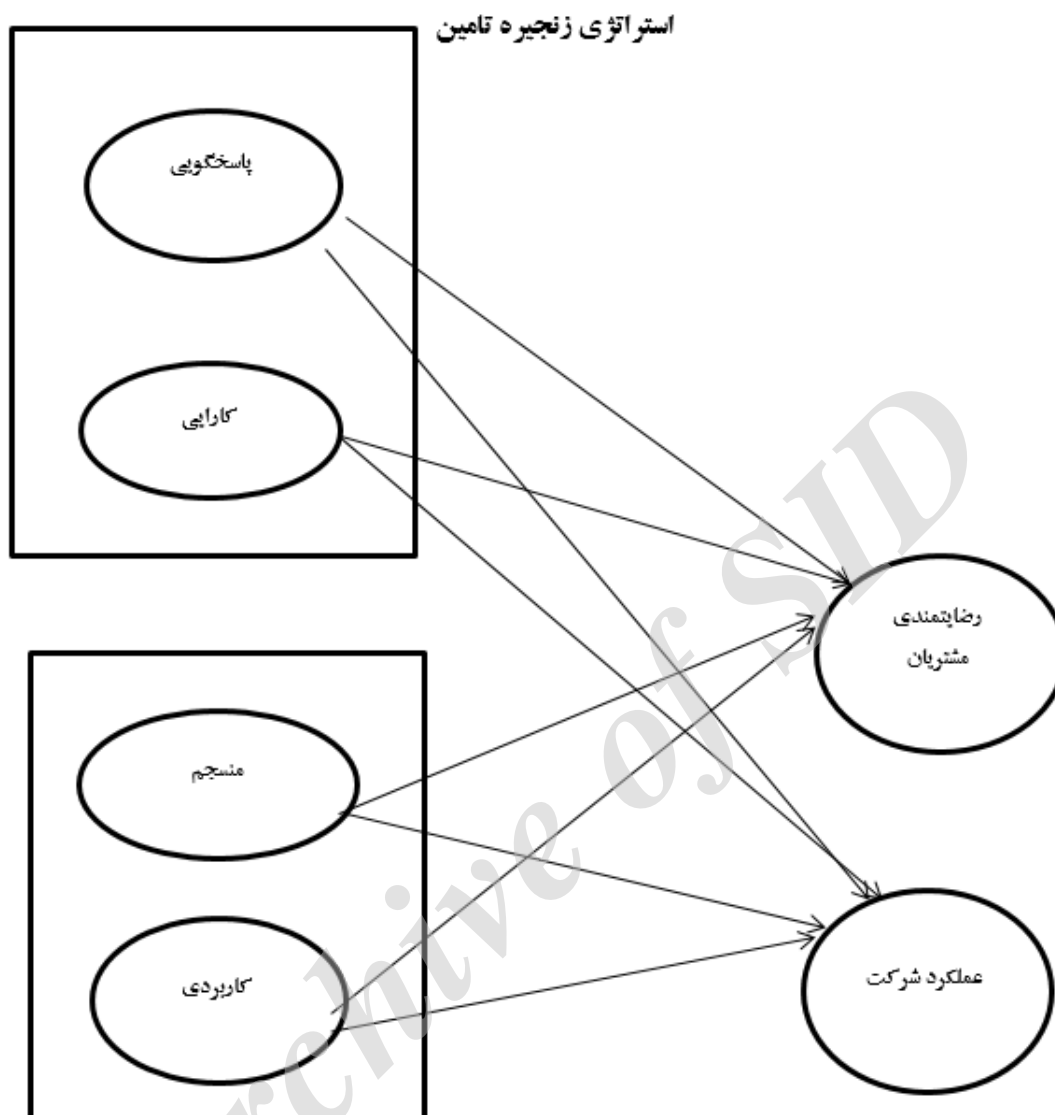 استراتژی زنجیره تامین
پاسخگویی
کارایی
رضایتمندی
مشتریان
منسجم
کاربردی
عملکرد شرکت
Archive of SID